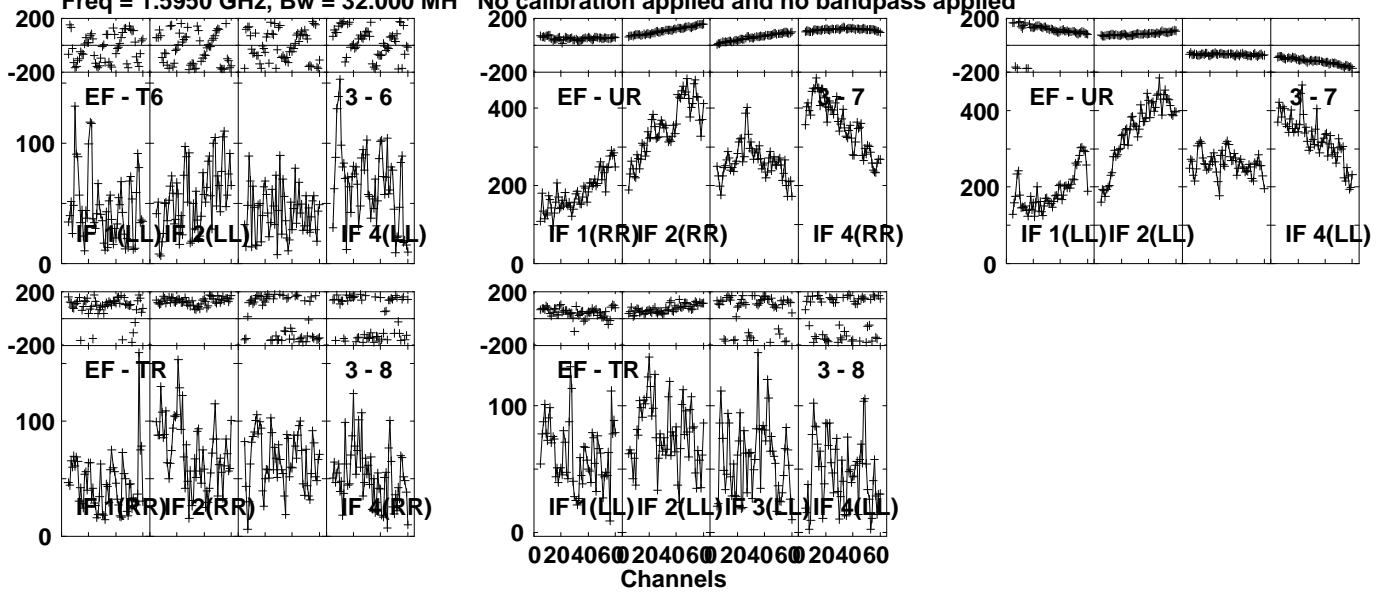 Freq = 1.5950 GHz, Bw = 32.000 MH No calibration applied and no bandpass applied
200
-200
EF - T6 3 - 6
100
IF 1(LL) IF 2(LL) IF 4(LL)
0
200
-200
EF - UR 3 - 7
400
200
IF 1(RR) IF 2(RR) IF 4(RR)
0
200
-200
EF - UR 3 - 7
400
200
IF 1(LL) IF 2(LL) IF 4(LL)
0
200
-200
EF - TR 3 - 8
100
IF 1(RR) IF 2(RR) IF 4(RR)
0
200
-200
EF - TR 3 - 8
100
IF 1(LL) IF 2(LL) IF 3(LL) IF 4(LL)
0
0 20 40 60 0 20 40 60 0 20 40 60 0 20 40 60
Channels